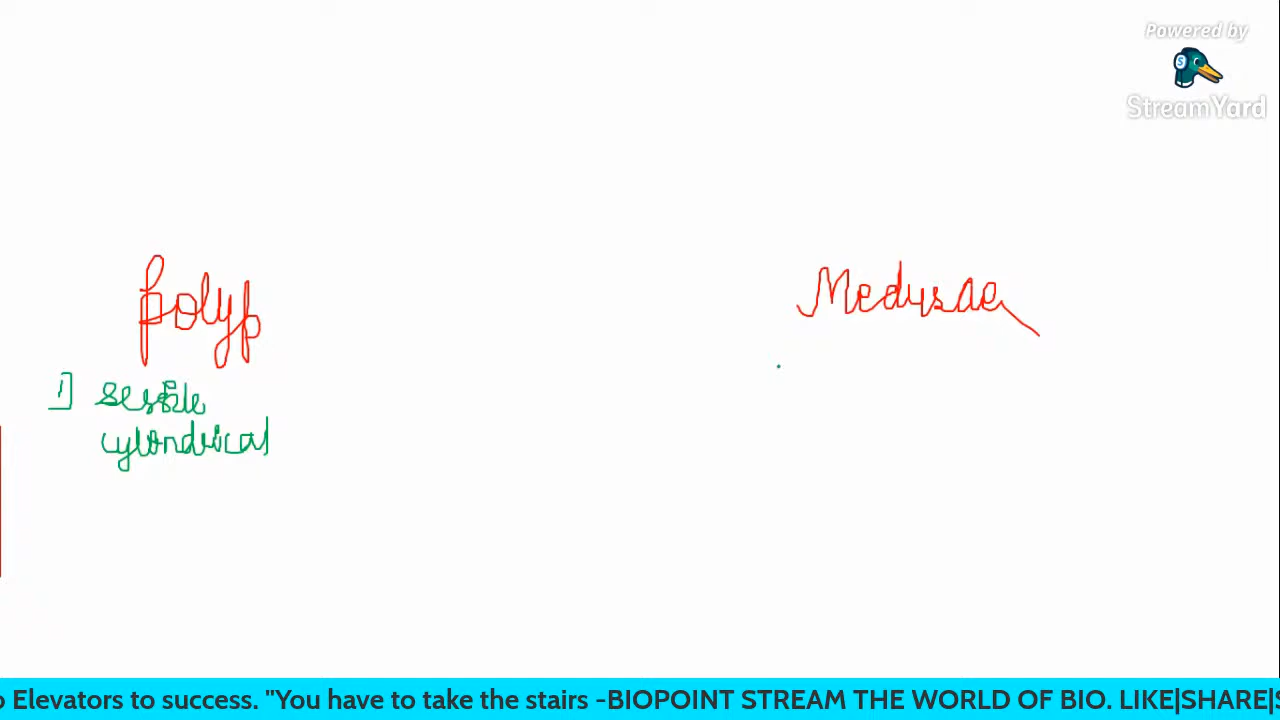 Powered by
StreamYard
polyp
Medusae
1] sessile
cylindrical
o Elevators to success. "You have to take the stairs -BIOPOINT STREAM THE WORLD OF BIO. LIKE|SHARE|S